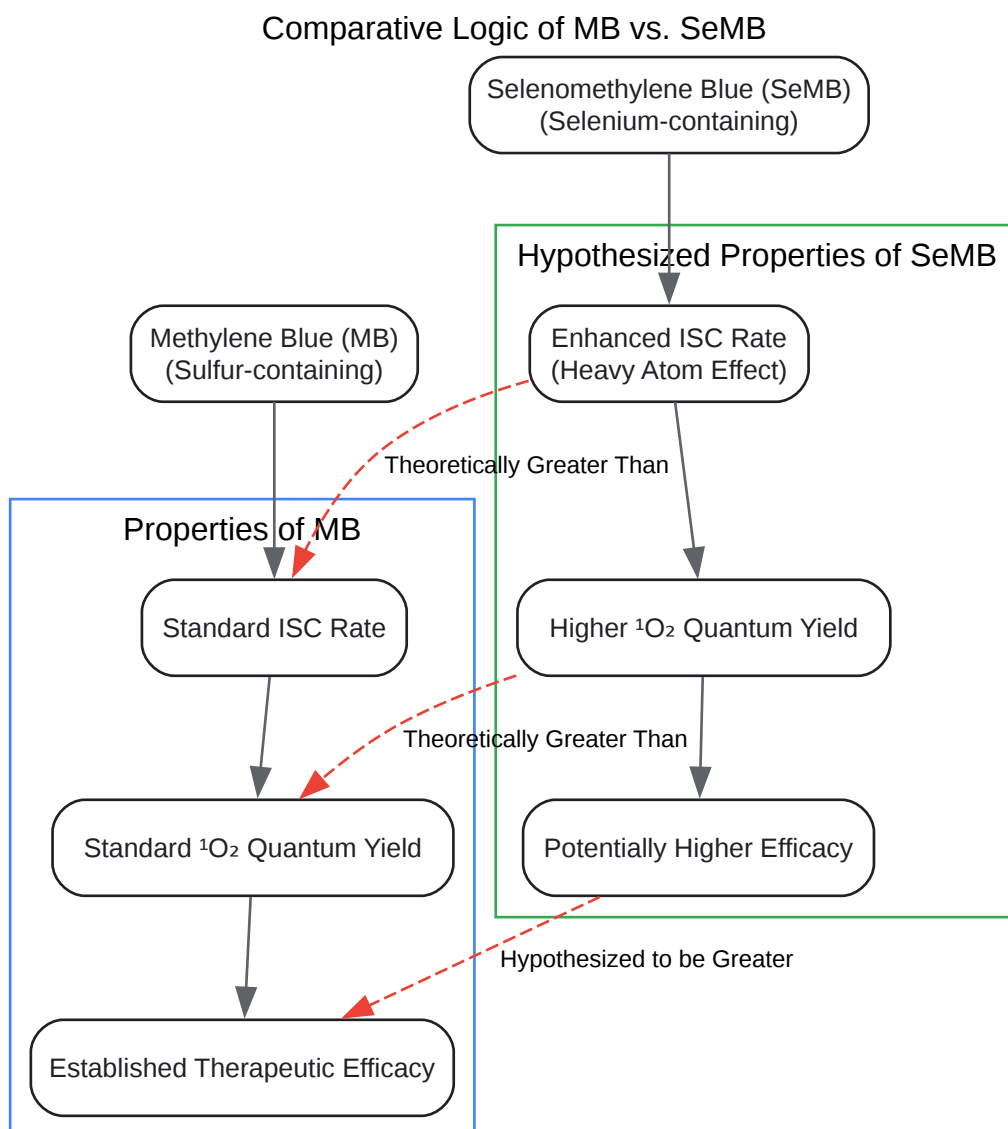 Comparative Logic of MB vs. SeMB
Selenomethylene Blue (SeMB)
(Selenium-containing)
Hypothesized Properties of SeMB
Methylene Blue (MB)
(Sulfur-containing)
Enhanced ISC Rate
(Heavy Atom Effect)
Theoretically Greater Than
Properties of MB
Standard ISC Rate
Higher ¹O₂ Quantum Yield
Theoretically Greater Than
Standard ¹O₂ Quantum Yield
Potentially Higher Efficacy
Hypothesized to be Greater
Established Therapeutic Efficacy